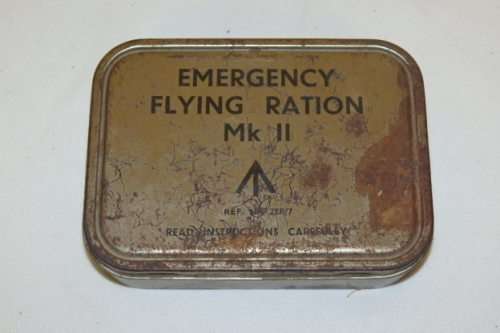 EMERGENCY
FLYING RATION
Mk II
REF.
READ INSTRUCTIONS CAREFULLY